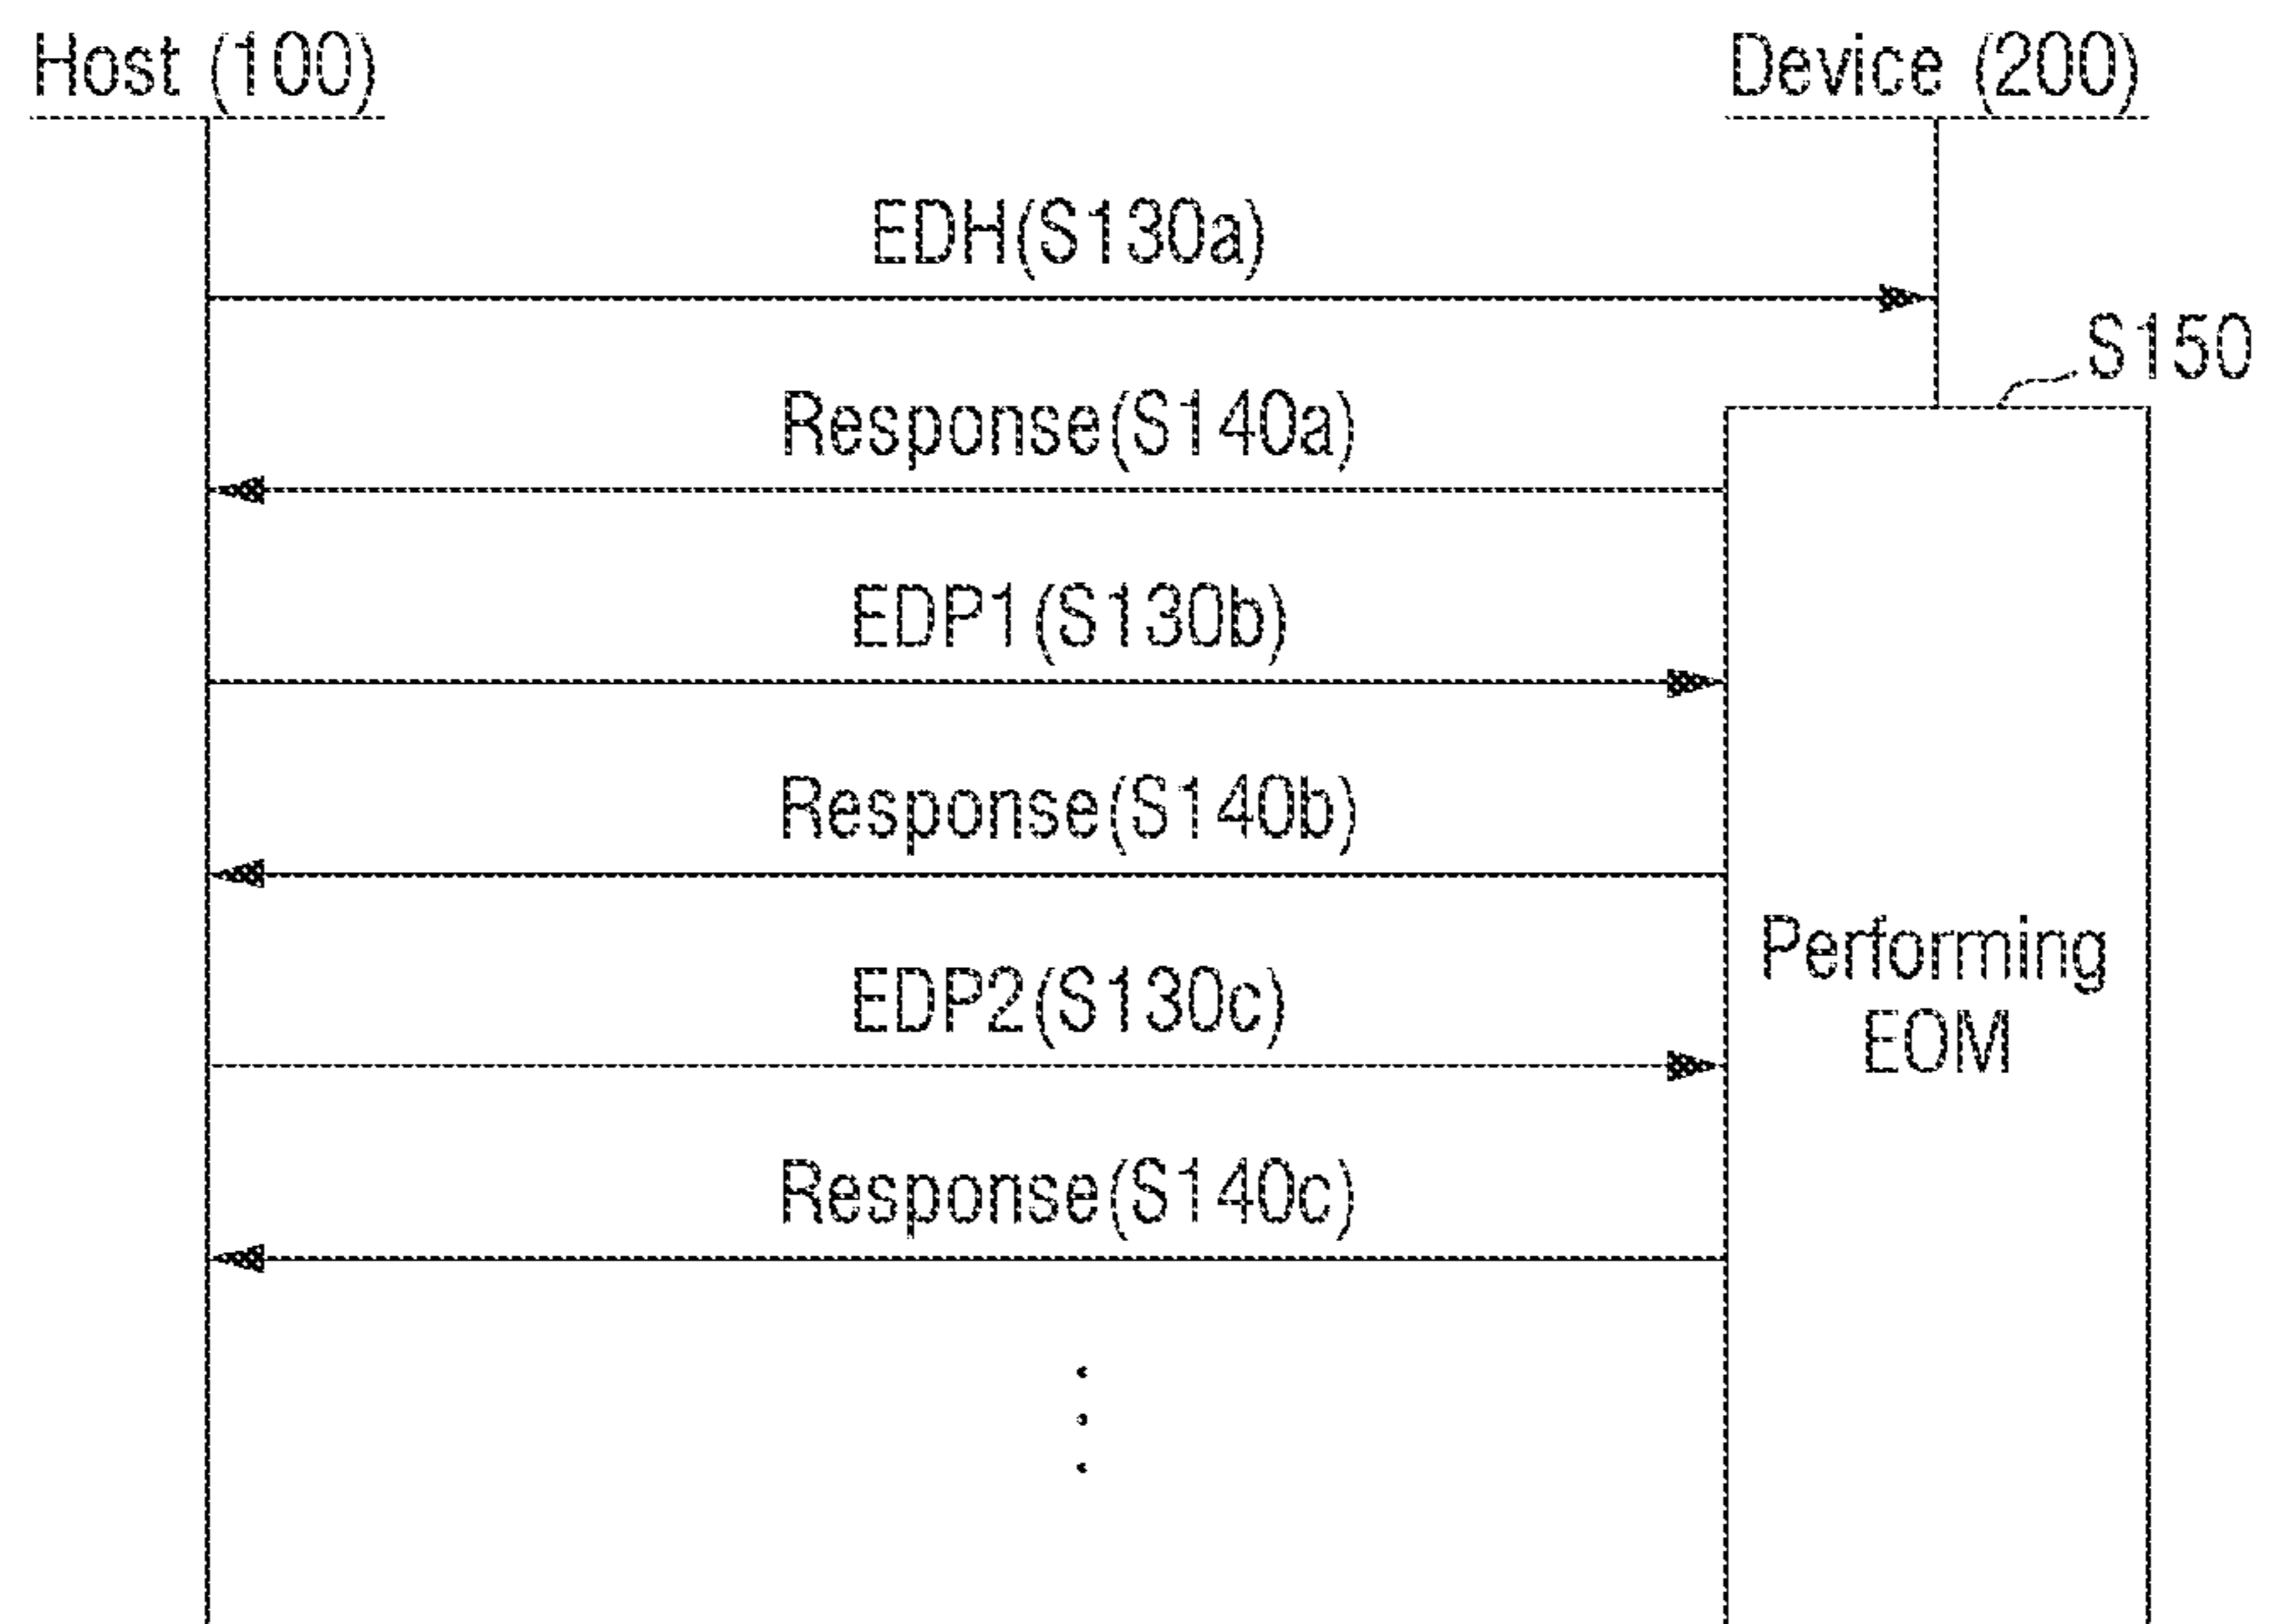 Host (100)
Device (200)
EDH(S130a)
S150
Response(S140a)
EDP1(S130b)
Response(S140b)
Performing
EOM
EDP2(S130c)
Response(S140c)